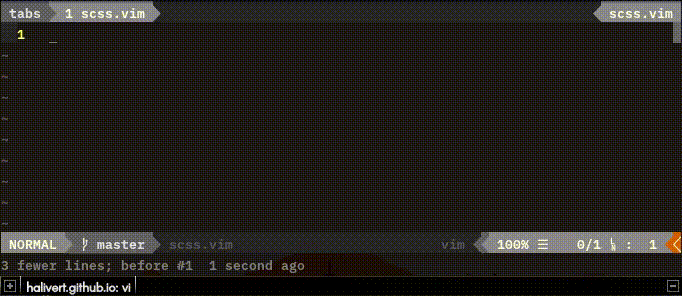 tabs 1 scss.vim scss.vim
1 _
~
~
~
~
~
~
~
~
~
NORMAL master scss.vim vim 100% ☰ 0/1 ㏑ : 1
3 fewer lines; before #1 1 second ago
+ halivert.github.io: vi −